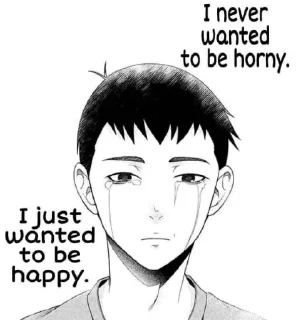 I never
wanted
to be horny.
I just
wanted
to be
happy.